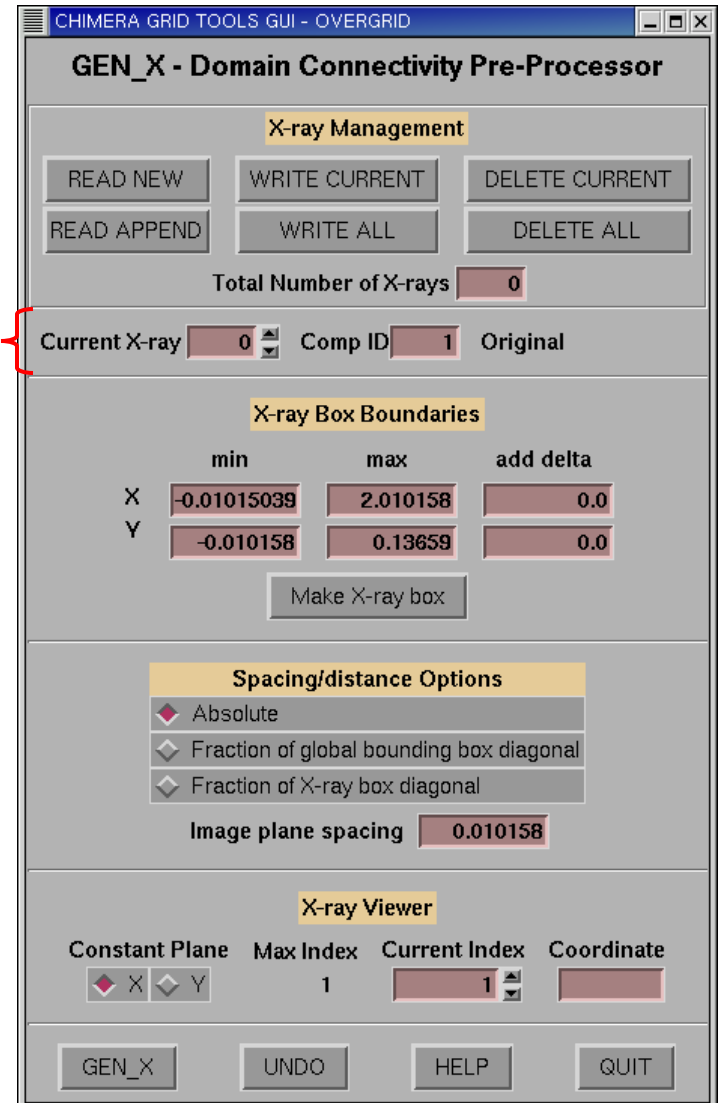 CHIMERA GRID TOOLS GUI - OVERGRID
GEN_X - Domain Connectivity Pre-Processor
X-ray Management
READ NEW WRITE CURRENT DELETE CURRENT
READ APPEND WRITE ALL DELETE ALL
Total Number of X-rays 0
Current X-ray 0 Comp ID 1 Original
X-ray Box Boundaries
min max add delta
X -0.01015039 2.010158 0.0
Y -0.010158 0.13659 0.0
Make X-ray box
Spacing/distance Options
Absolute
Fraction of global bounding box diagonal
Fraction of X-ray box diagonal
Image plane spacing 0.010158
X-ray Viewer
Constant Plane Max Index Current Index Coordinate
X Y 1 1
GEN_X UNDO HELP QUIT